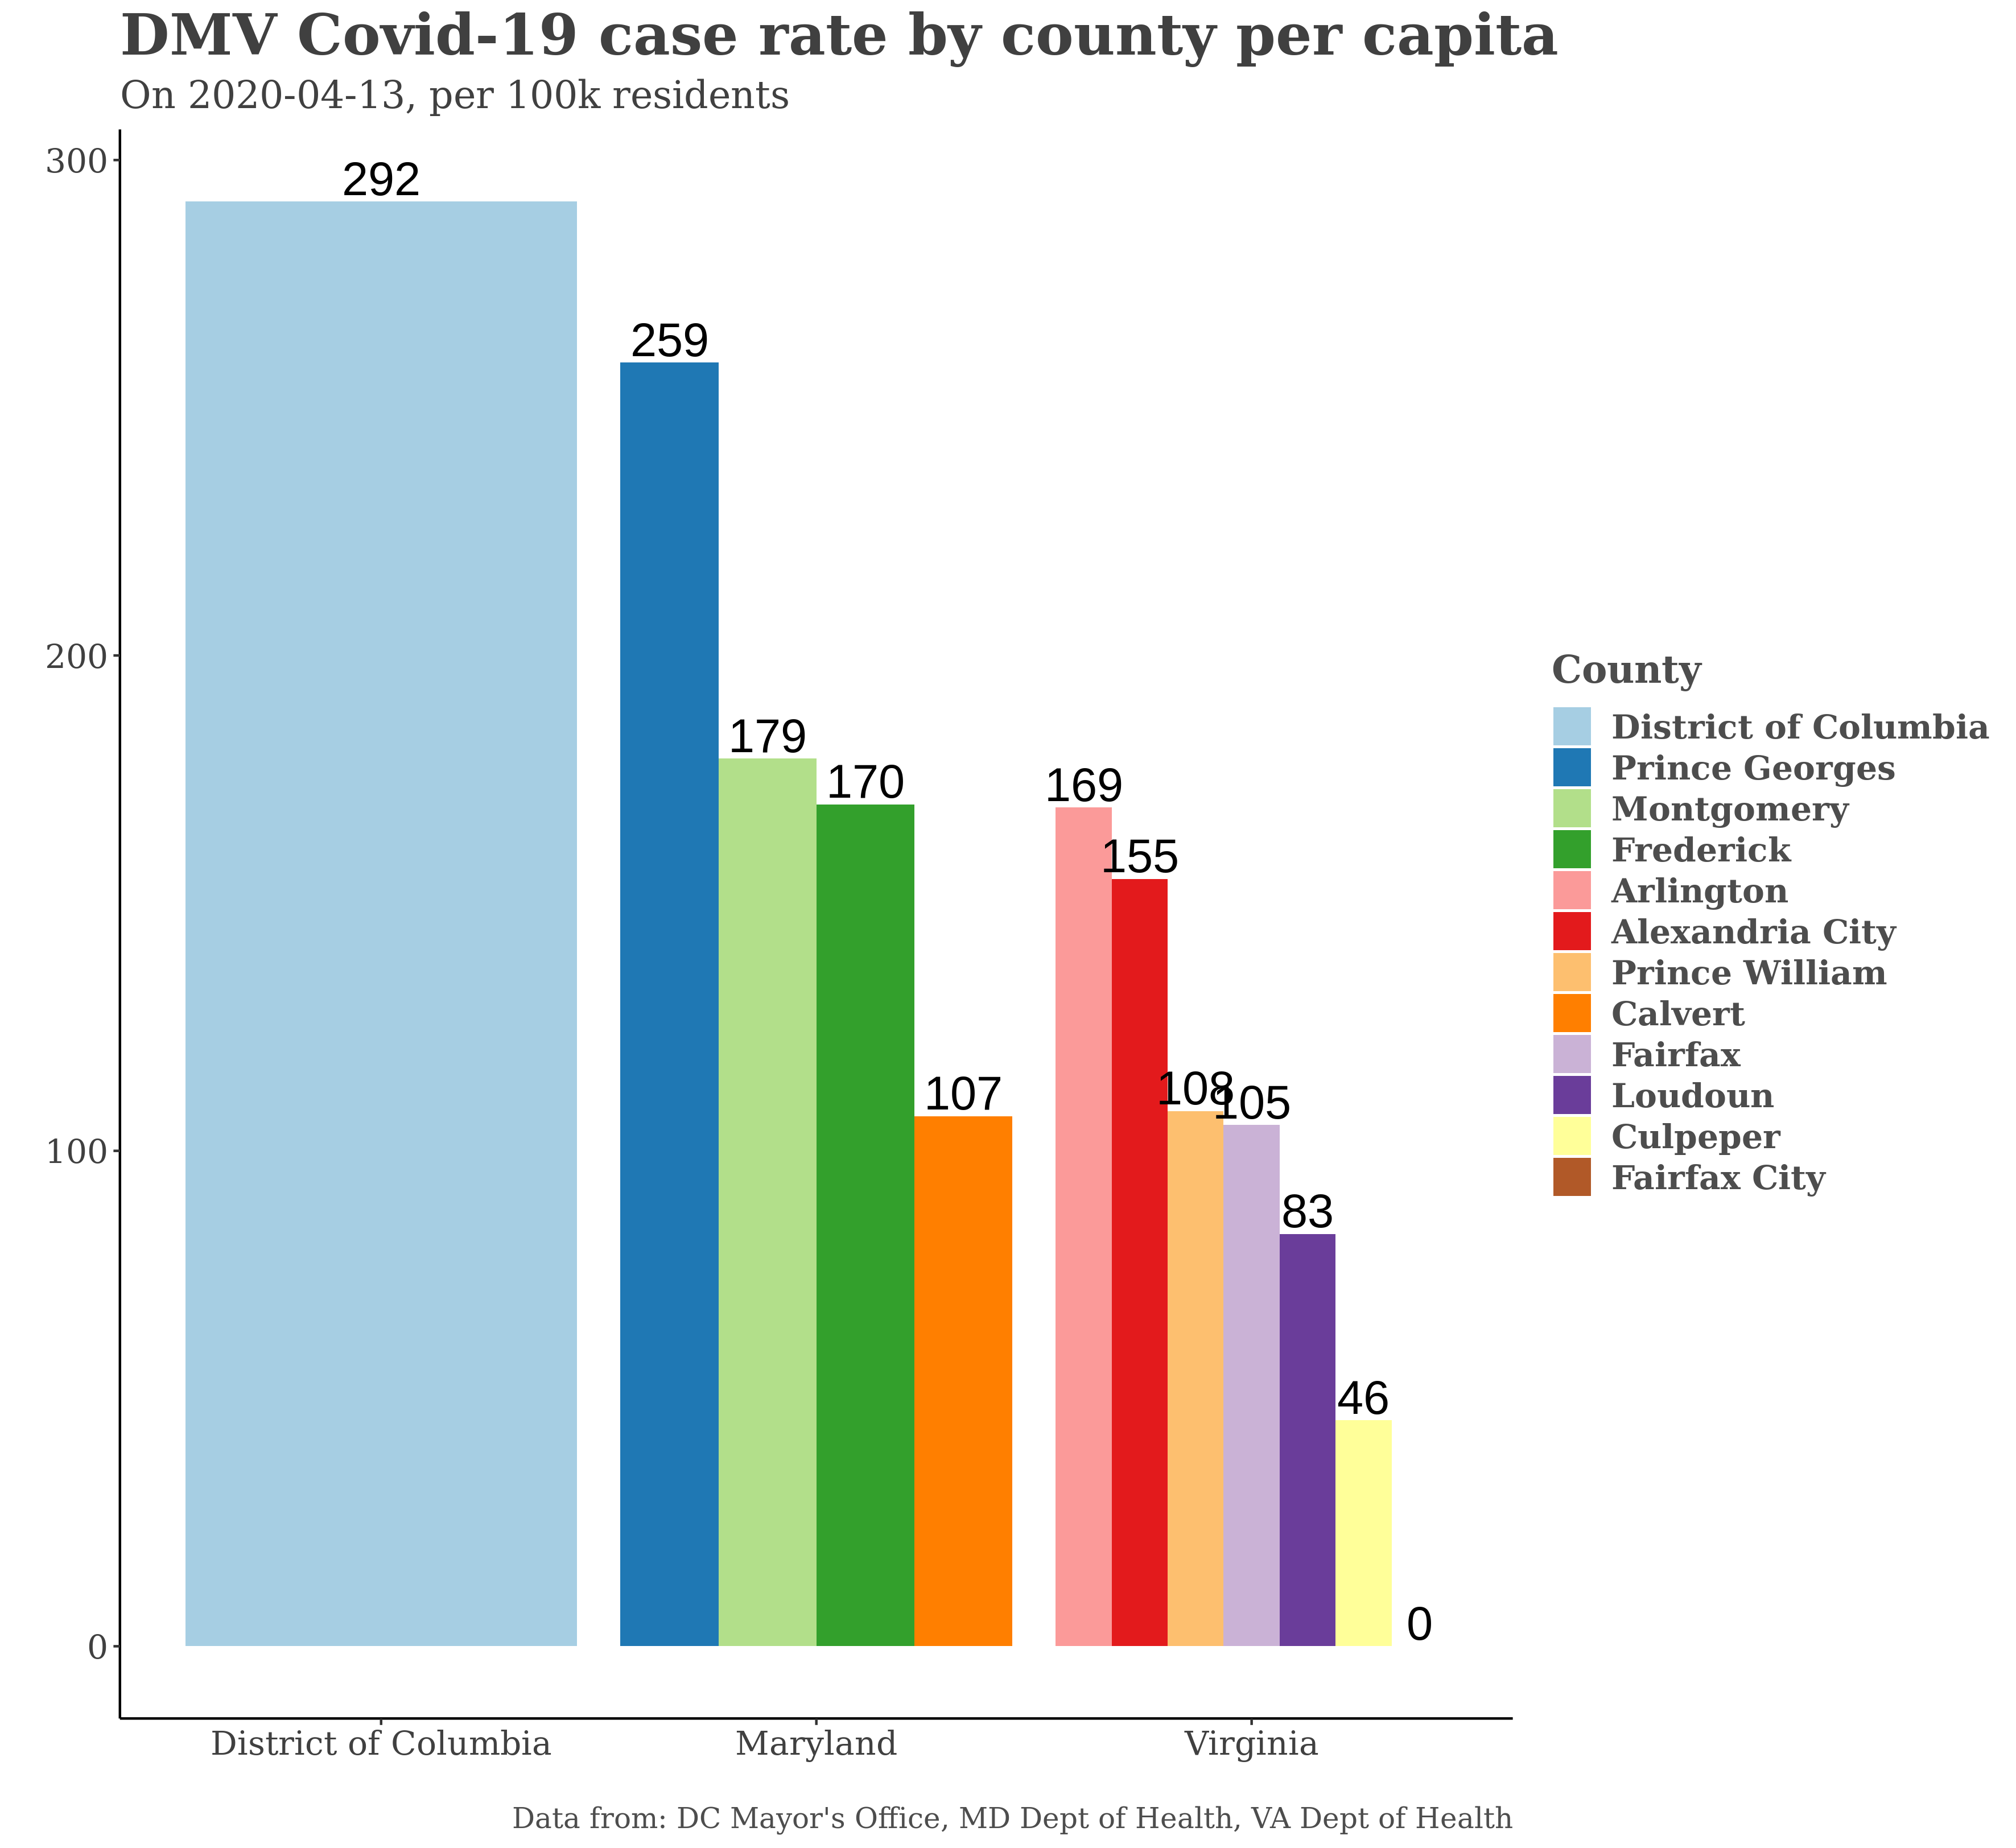 DMV Covid-19 case rate by county per capita
On 2020-04-13, per 100k residents
300
200
100
0
292
259
179
170
107
169
155
108
105
83
46
0
District of Columbia
Maryland
Virginia
County
District of Columbia
Prince Georges
Montgomery
Frederick
Arlington
Alexandria City
Prince William
Calvert
Fairfax
Loudoun
Culpeper
Fairfax City
Data from: DC Mayor's Office, MD Dept of Health, VA Dept of Health